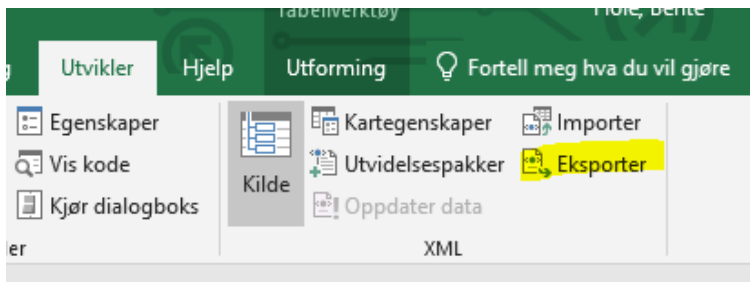 Tabellverktøy
Utvikler Hjelp Utforming Fortell meg hva du vil gjøre
Egenskaper Kartegenskaper Importer
Vis kode Utvidelsespakker Eksporter
Kilde
Kjør dialogboks Oppdater data
XML